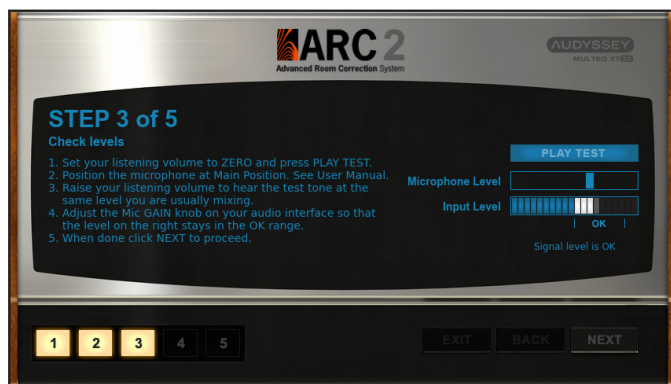 ARC 2
Advanced Room Correction System
AUDYSSEY
MULTEQ XT32
STEP 3 of 5
Check levels
1. Set your listening volume to ZERO and press PLAY TEST.
2. Position the microphone at Main Position. See User Manual.
3. Raise your listening volume to hear the test tone at the
same level you are usually mixing.
4. Adjust the Mic GAIN knob on your audio interface so that
the level on the right stays in the OK range.
5. When done click NEXT to proceed.
PLAY TEST
Microphone Level
Input Level
OK
Signal level is OK
1 2 3 4 5
EXIT BACK NEXT